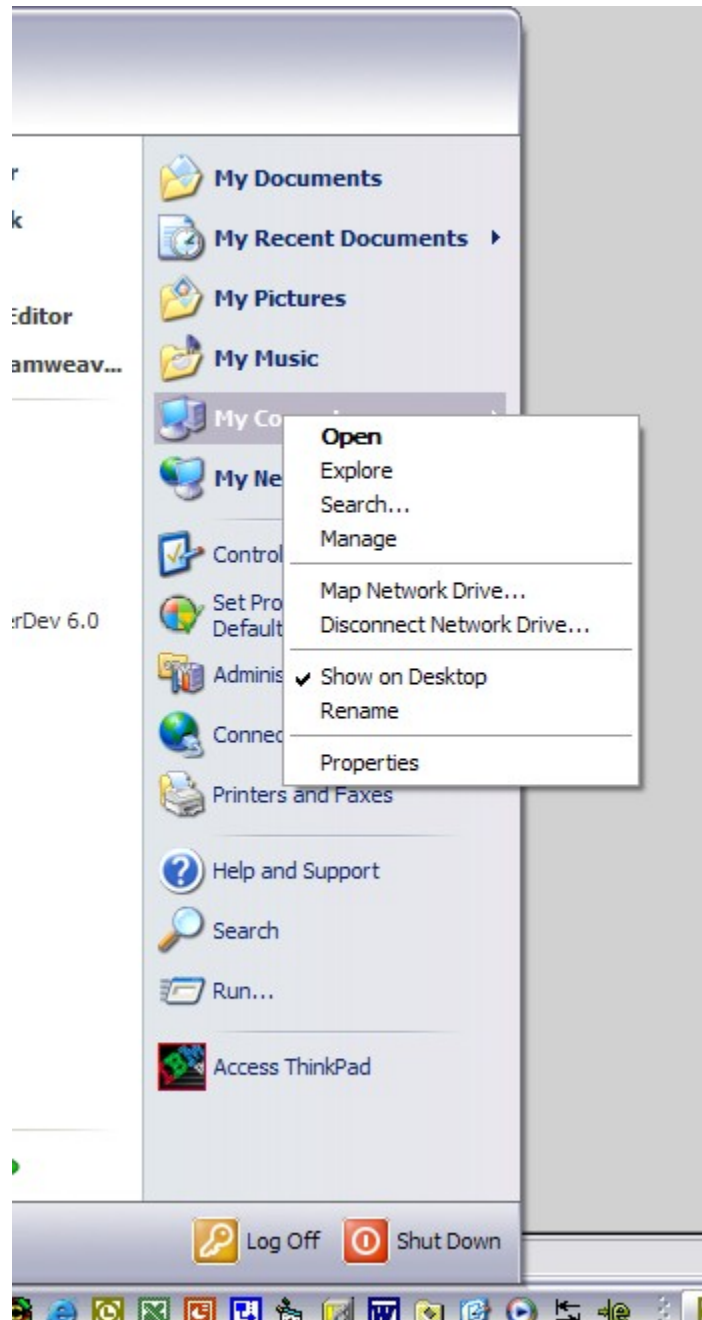 r
k
Editor
amweav...
erDev 6.0
My Documents
My Recent Documents
My Pictures
My Music
My Co
My Ne
Control
Set Pro
Default
Adminis
Connec
Printers and Faxes
Help and Support
Search
Run...
Access ThinkPad
Open
Explore
Search...
Manage
Map Network Drive...
Disconnect Network Drive...
Show on Desktop
Rename
Properties
Log Off
Shut Down